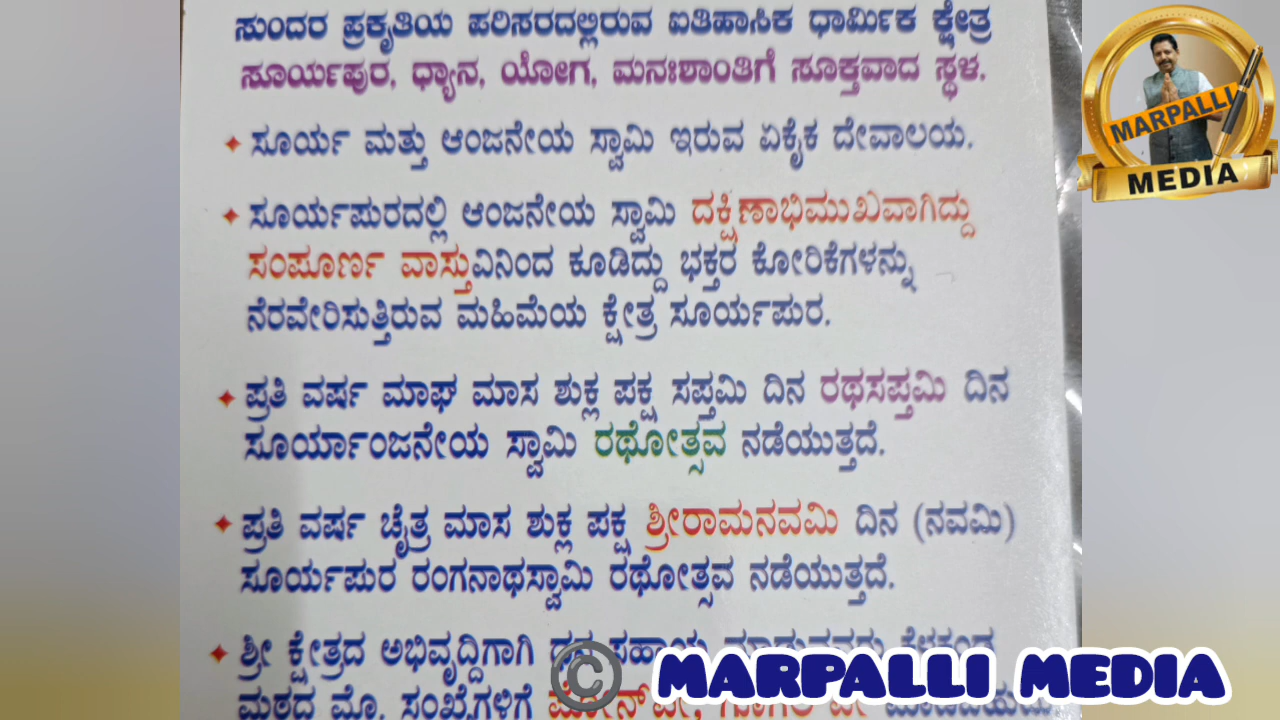 ಸುಂದರ ಪ್ರಕೃತಿಯ ಪರಿಸರದಲ್ಲಿರುವ ಐತಿಹಾಸಿಕ ಧಾರ್ಮಿಕ ಕ್ಷೇತ್ರ
ಸೂರ್ಯಪುರ, ಧ್ಯಾನ, ಯೋಗ, ಮನಃಶಾಂತಿಗೆ ಸೂಕ್ತವಾದ ಸ್ಥಳ.
ಸೂರ್ಯ ಮತ್ತು ಆಂಜನೇಯ ಸ್ವಾಮಿ ಇರುವ ಏಕೈಕ ದೇವಾಲಯ.
ಸೂರ್ಯಪುರದಲ್ಲಿ ಆಂಜನೇಯ ಸ್ವಾಮಿ ದಕ್ಷಿಣಾಭಿಮುಖವಾಗಿದ್ದು
ಸಂಪೂರ್ಣ ವಾಸ್ತುವಿನಿಂದ ಕೂಡಿದ್ದು ಭಕ್ತರ ಕೋರಿಕೆಗಳನ್ನು
ನೆರವೇರಿಸುತ್ತಿರುವ ಮಹಿಮೆಯ ಕ್ಷೇತ್ರ ಸೂರ್ಯಪುರ.
ಪ್ರತಿ ವರ್ಷ ಮಾಘ ಮಾಸ ಶುಕ್ಲ ಪಕ್ಷ ಸಪ್ತಮಿ ದಿನ ರಥಸಪ್ತಮಿ ದಿನ
ಸೂರ್ಯಾಂಜನೇಯ ಸ್ವಾಮಿ ರಥೋತ್ಸವ ನಡೆಯುತ್ತದೆ.
ಪ್ರತಿ ವರ್ಷ ಚೈತ್ರ ಮಾಸ ಶುಕ್ಲ ಪಕ್ಷ ಶ್ರೀರಾಮನವಮಿ ದಿನ (ನವಮಿ)
ಸೂರ್ಯಪುರ ರಂಗನಾಥಸ್ವಾಮಿ ರಥೋತ್ಸವ ನಡೆಯುತ್ತದೆ.
ಶ್ರೀ ಕ್ಷೇತ್ರದ ಅಭಿವೃದ್ದಿಗಾಗಿ
ಮಠದ ಮೊ. ಸಂಖ್ಯೆಗಳಿಗೆ
MARPALLI
MEDIA
© MARPALLI MEDIA